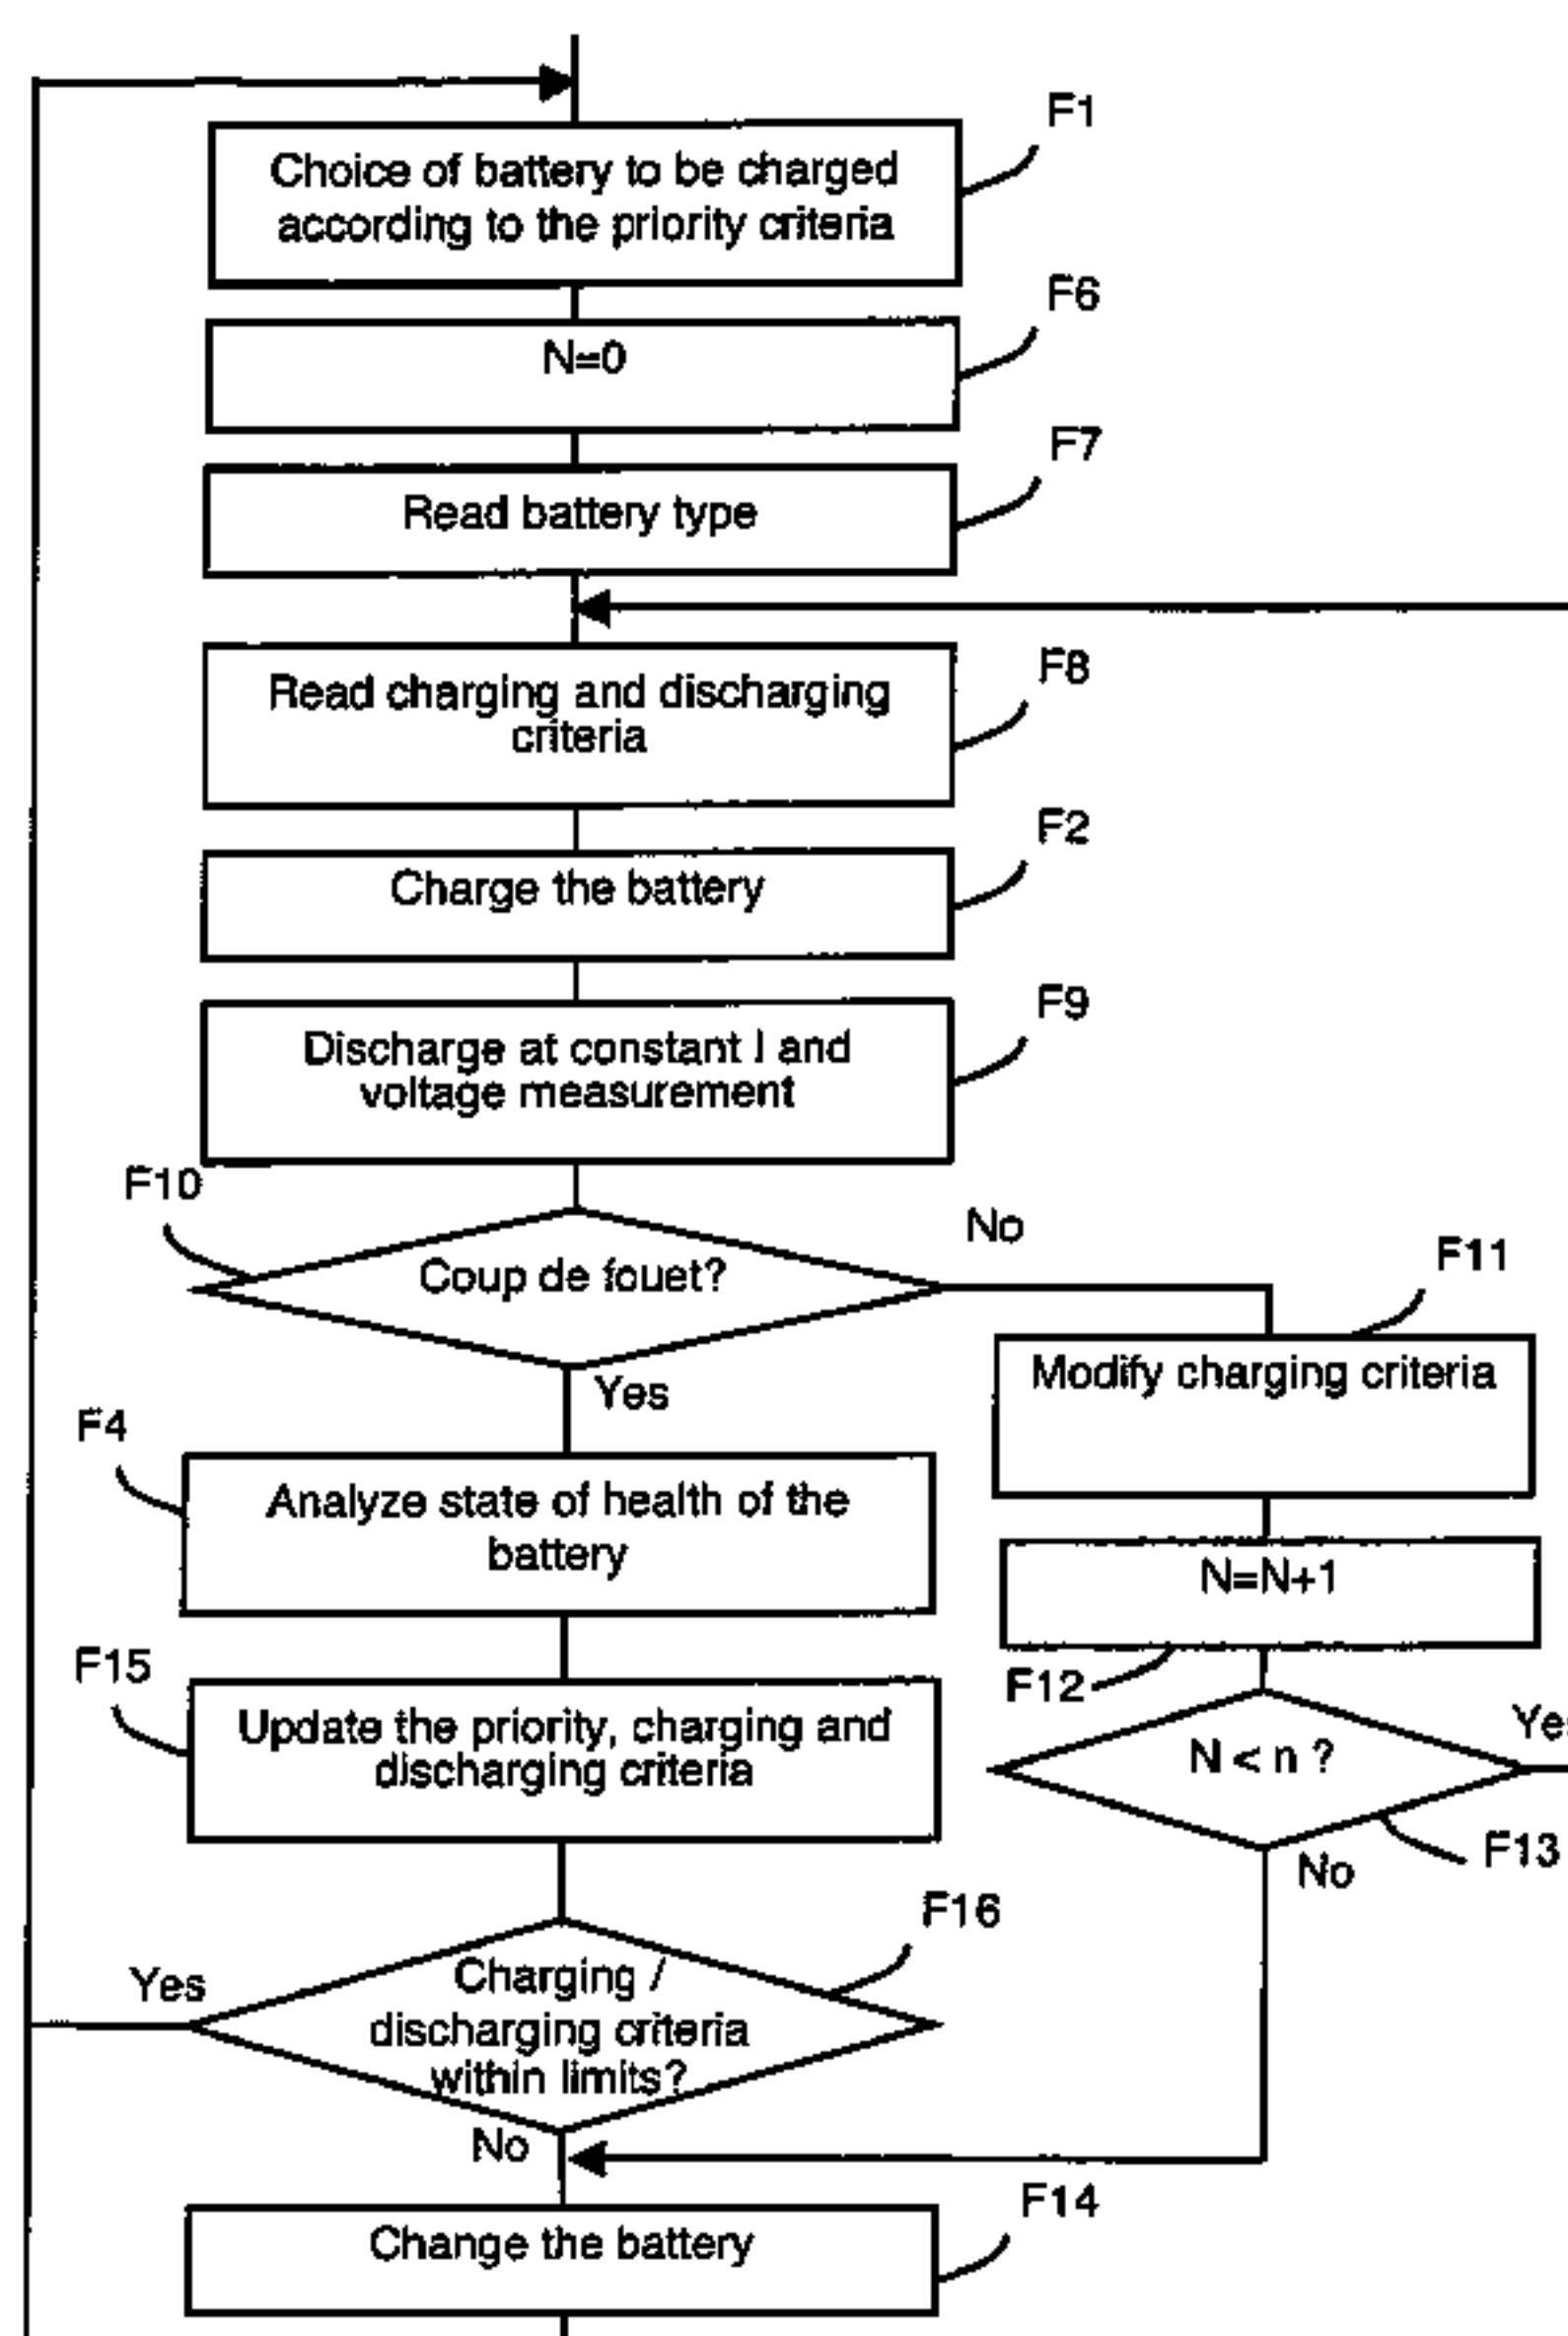 F1
Choice of battery to be charged
according to the priority criteria
F6
N=0
F7
Read battery type
F8
Read charging and discharging
criteria
F2
Charge the battery
F9
Discharge at constant I and
voltage measurement
F10
Coup de fouet?
No
Yes
F11
Modify charging criteria
F4
Analyze state of health of the
battery
N=N+1
F12
F15
Update the priority, charging and
discharging criteria
N < n ?
Yes
F13
No
F16
Charging /
discharging criteria
within limits?
Yes
No
F14
Change the battery